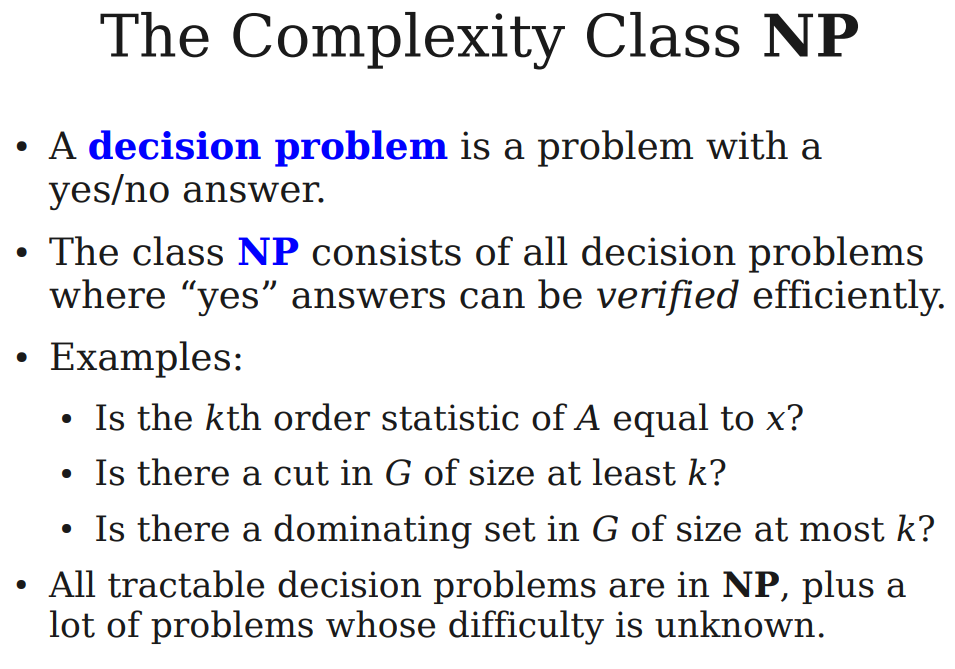 The Complexity Class NP
• A decision problem is a problem with a
yes/no answer.
• The class NP consists of all decision problems
where “yes” answers can be verified efficiently.
• Examples:
• Is the kth order statistic of A equal to x?
• Is there a cut in G of size at least k?
• Is there a dominating set in G of size at most k?
• All tractable decision problems are in NP, plus a
lot of problems whose difficulty is unknown.